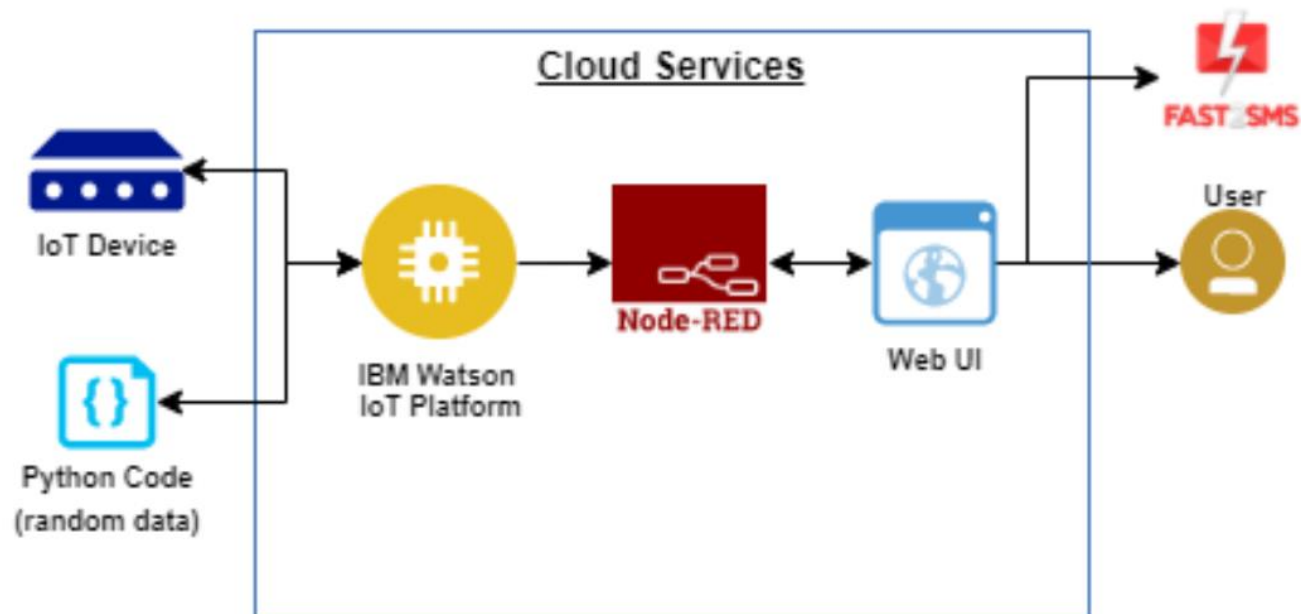 Cloud Services
FAST2SMS
User
IoT Device
Node-RED
Web UI
IBM Watson
IoT Platform
{}
Python Code
(random data)